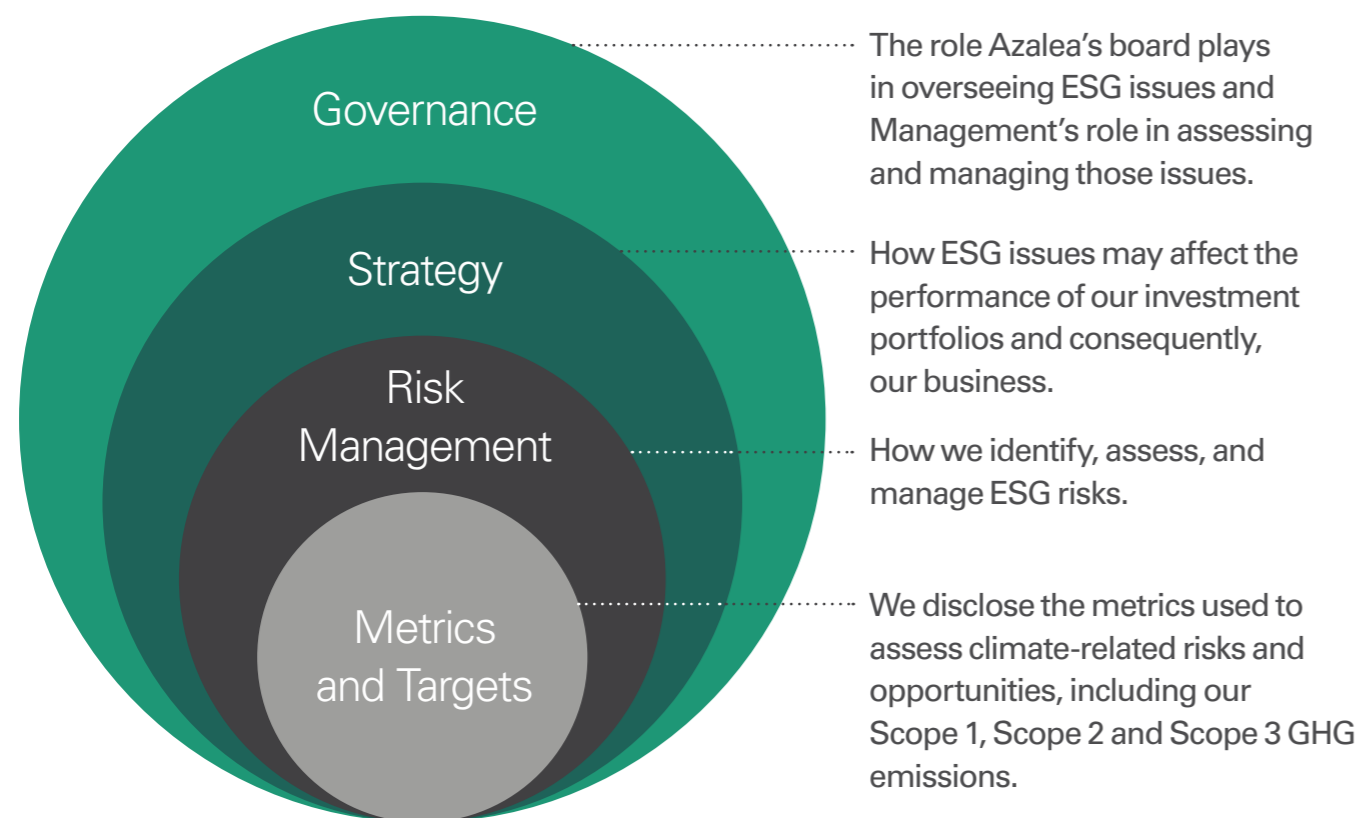 Governance
The role Azalea's board plays
in overseeing ESG issues and
Management's role in assessing
and managing those issues.
Strategy
How ESG issues may affect the
performance of our investment
portfolios and consequently,
our business.
Risk
Management
How we identify, assess, and
manage ESG risks.
Metrics
and Targets
We disclose the metrics used to
assess climate-related risks and
opportunities, including our
Scope 1, Scope 2 and Scope 3 GHG
emissions.